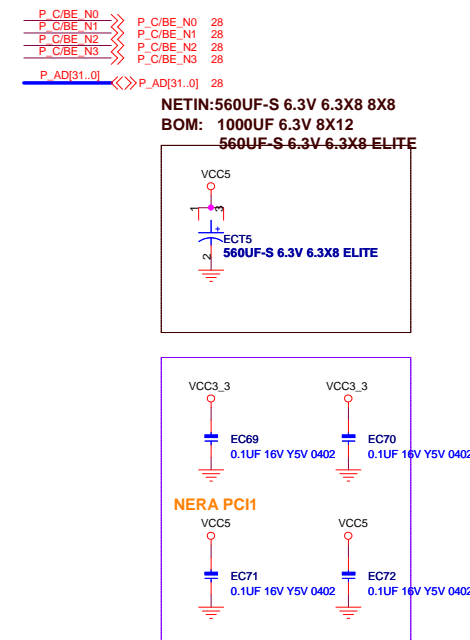 P_C/BE_N0 P_C/BE_N0 28
P_C/BE_N1 P_C/BE_N1 28
P_C/BE_N2 P_C/BE_N2 28
P_C/BE_N3 P_C/BE_N3 28
P_AD[31..0] P_AD[31..0] 28
NETIN:560UF-S 6.3V 6.3X8 8X8
BOM: 1000UF 6.3V 8X12
560UF-S 6.3V 6.3X8 ELITE
VCC5
1 3
+
ECT5
560UF-S 6.3V 6.3X8 ELITE
2
VCC3_3 VCC3_3
EC69 EC70
0.1UF 16V Y5V 0402 0.1UF 16V Y5V 0402
NERA PCI1
VCC5 VCC5
EC71 EC72
0.1UF 16V Y5V 0402 0.1UF 16V Y5V 0402